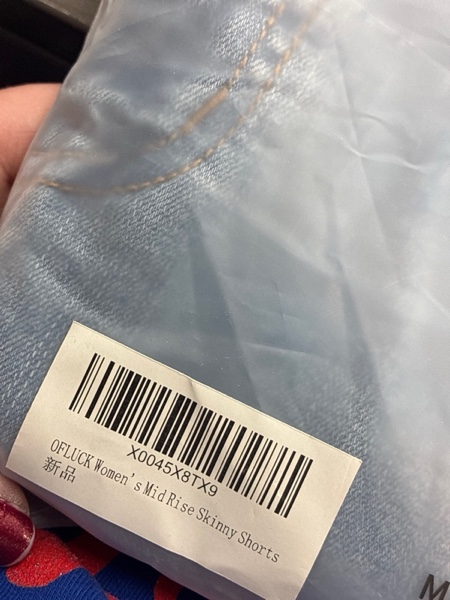 X0045X8TX9
OFLUCK Women's Mid Rise Skinny Shorts
新品
M